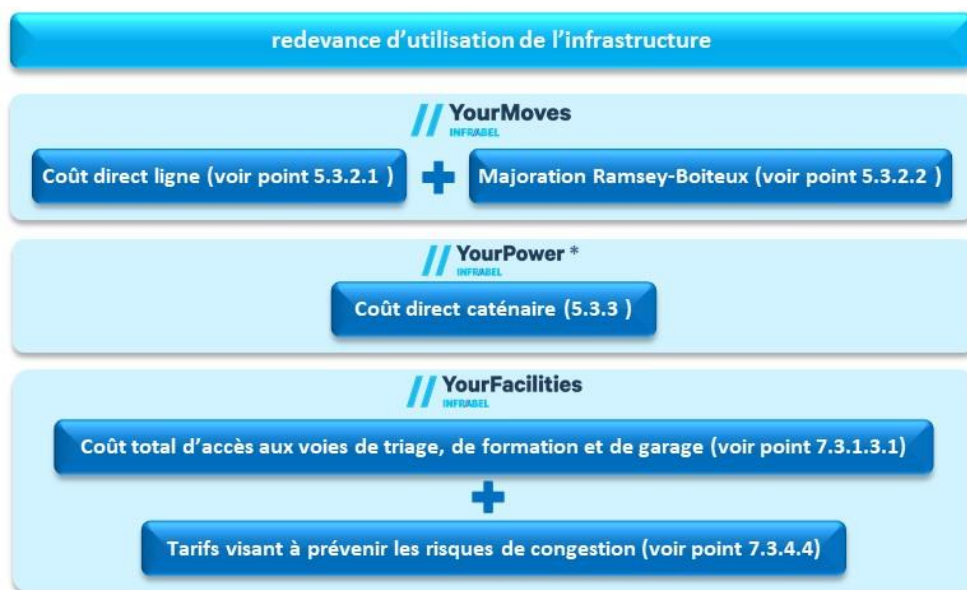 redevance d’utilisation de l’infrastructure
YourMoves
INFRABEL
Coût direct ligne (voir point 5.3.2.1 )
+
Majoration Ramsey-Boiteux (voir point 5.3.2.2 )
YourPower *
INFRABEL
Coût direct caténaire (5.3.3 )
YourFacilities
INFRABEL
Coût total d’accès aux voies de triage, de formation et de garage (voir point 7.3.1.3.1)
+
Tarifs visant à prévenir les risques de congestion (voir point 7.3.4.4)